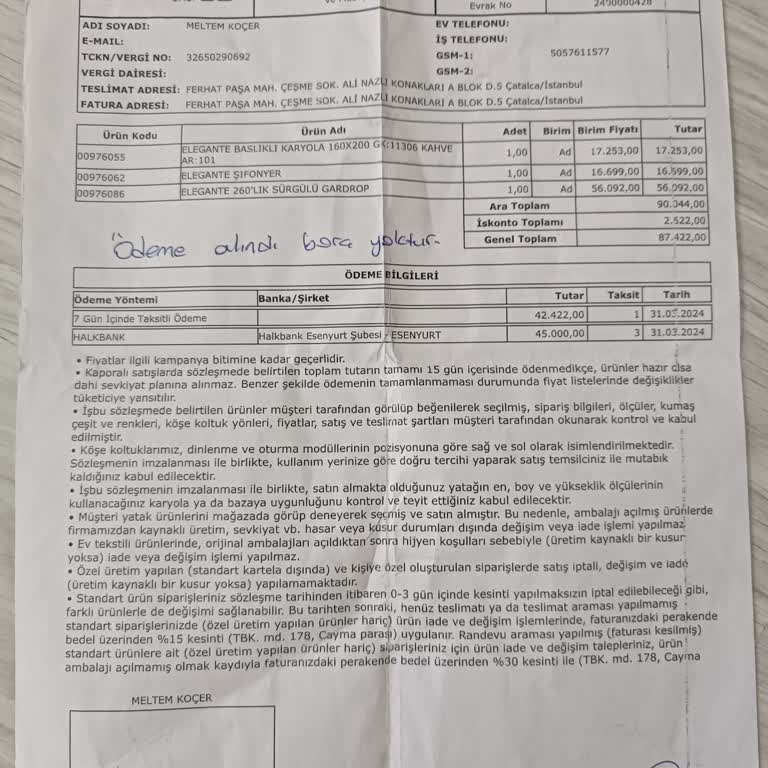 Evrak No 2490000428
ADI SOYADI: MELTEM KOÇER EV TELEFONU:
E-MAIL: İŞ TELEFONU:
TCKN/VERGİ NO: 32650290692 GSM-1: 5057611577
VERGİ DAİRESİ: GSM-2:
TESLİMAT ADRESİ: FERHAT PAŞA MAH. ÇEŞME SOK. ALİ NAZLI KONAKLARI A BLOK D.5 Çatalca/İstanbul
FATURA ADRESİ: FERHAT PAŞA MAH. ÇEŞME SOK. ALİ NAZLI KONAKLARI A BLOK D.5 Çatalca/İstanbul
Ürün Kodu Ürün Adı Adet Birim Birim Fiyatı Tutar
00976055 ELEGANTE BASLIKLI KARYOLA 160X200 GK:11306 KAHVE AR:101 1,00 Ad 17.253,00 17.253,00
00976062 ELEGANTE ŞIFONYER 1,00 Ad 16.699,00 16.699,00
00976086 ELEGANTE 260'LIK SÜRGÜLÜ GARDROP 1,00 Ad 56.092,00 56.092,00
Ara Toplam 90.044,00
İskonto Toplamı 2.522,00
Genel Toplam 87.422,00
Ödeme alındı borç yoktur.
ÖDEME BİLGİLERİ
Ödeme Yöntemi Banka/Şirket Tutar Taksit Tarih
7 Gün İçinde Taksitli Ödeme 42.422,00 1 31.03.2024
HALKBANK Halkbank Esenyurt Şubesi - ESENYURT 45.000,00 3 31.03.2024
• Fiyatlar ilgili kampanya bitimine kadar geçerlidir.
• Kaporalı satışlarda sözleşmede belirtilen toplam tutarın tamamı 15 gün içerisinde ödenmedikçe, ürünler hazır olsa
dahi sevkiyat planına alınmaz. Benzer şekilde ödemenin tamamlanmaması durumunda fiyat listelerinde değişiklikler
tüketiciye yansıtılır.
• İşbu sözleşmede belirtilen ürünler müşteri tarafından görülüp beğenilerek seçilmiş, sipariş bilgileri, ölçüler, kumaş
çeşit ve renkleri, köşe koltuk yönleri, fiyatlar, satış ve teslimat şartları müşteri tarafından okunarak kontrol ve kabul
edilmiştir.
• Köşe koltuklarımız, dinlenme ve oturma modüllerinin pozisyonuna göre sağ ve sol olarak isimlendirilmektedir.
Sözleşmenin imzalanması ile birlikte, kullanım yerinize göre doğru tercihi yaparak satış temsilciniz ile mutabık
kaldığınız kabul edilecektir.
• İşbu sözleşmenin imzalanması ile birlikte, satın almakta olduğunuz yatağın en, boy ve yükseklik ölçülerinin
kullanacağınız karyola ya da bazaya uygunluğunu kontrol ve teyit ettiğiniz kabul edilecektir.
• Müşteri yatak ürünlerini mağazada görüp deneyerek seçmiş ve satın almıştır. Bu nedenle, ambalajı açılmış ürünlerde
firmamızdan kaynaklı üretim, sevkiyat vb. hasar veya kusur durumları dışında değişim veya iade işlemi yapılmaz
• Ev tekstili ürünlerinin, orijinal ambalajları açıldıktan sonra hijyen koşulları sebebiyle (üretim kaynaklı bir kusur
yoksa) iade veya değişim işlemi yapılmaz.
• Özel üretim yapılan (standart kartela dışında) ve kişiye özel oluşturulan siparişlerde satış iptali, değişim ve iade
(üretim kaynaklı bir kusur yoksa) yapılamamaktadır.
• Standart ürün siparişleriniz sözleşme tarihinden itibaren 0-3 gün içinde kesinti yapılmaksızın iptal edilebileceği gibi,
farklı ürünlerle de değişimi sağlanabilir. Bu tarihten sonraki, henüz teslimatı ya da teslimat araması yapılmamış
standart siparişlerinizde (özel üretim yapılan ürünler hariç) ürün iade ve değişim işlemlerinde, faturanızdaki perakende
bedel üzerinden %15 kesinti (TBK. md. 178, Cayma parası) uygulanır. Randevu araması yapılmış (faturası kesilmiş)
standart ürünlere ait (özel üretim yapılan ürünler hariç) siparişleriniz için ürün iade ve değişim talepleriniz, ürün
ambalajı açılmamış olmak kaydıyla faturanızdaki perakende bedel üzerinden %30 kesinti ile (TBK. md. 178, Cayma
MELTEM KOÇER